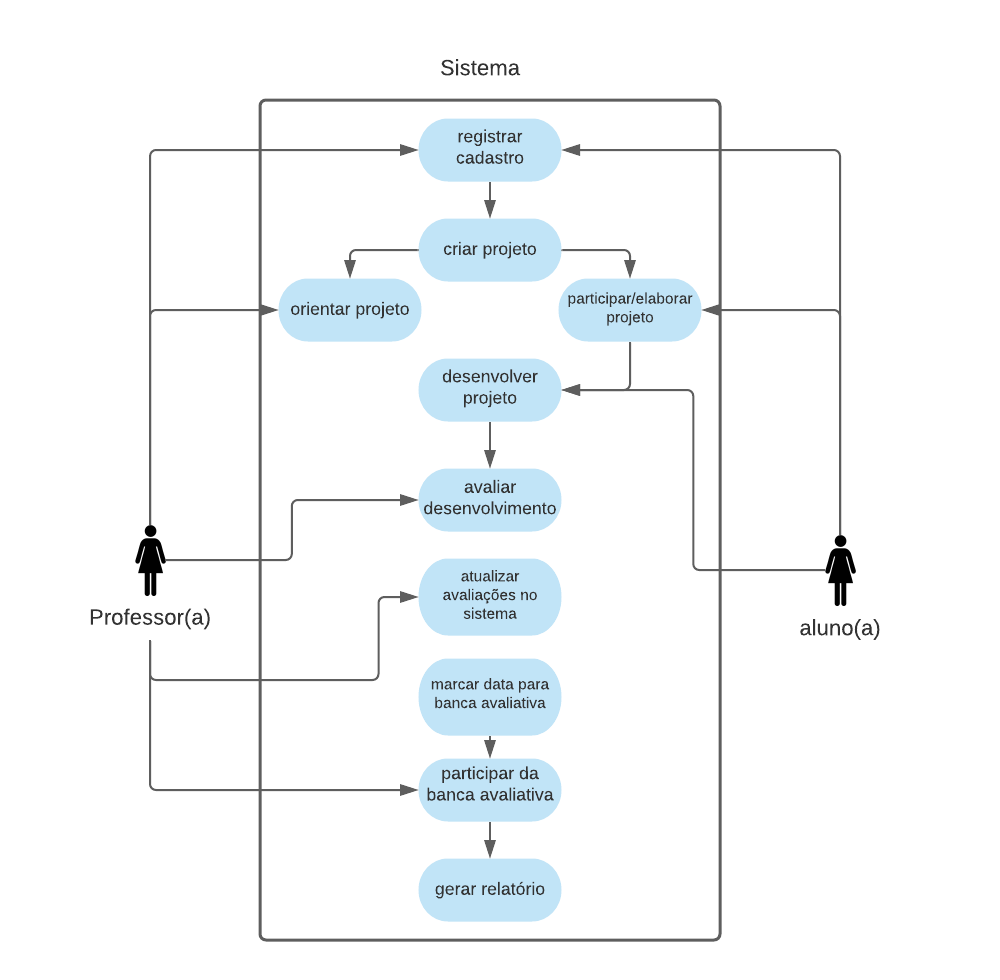 Sistema
registrar
cadastro
criar projeto
orientar projeto
participar/elaborar
projeto
desenvolver
projeto
avaliar
desenvolvimento
atualizar
avaliações no
sistema
Professor(a)
aluno(a)
marcar data para
banca avaliativa
participar da
banca avaliativa
gerar relatório